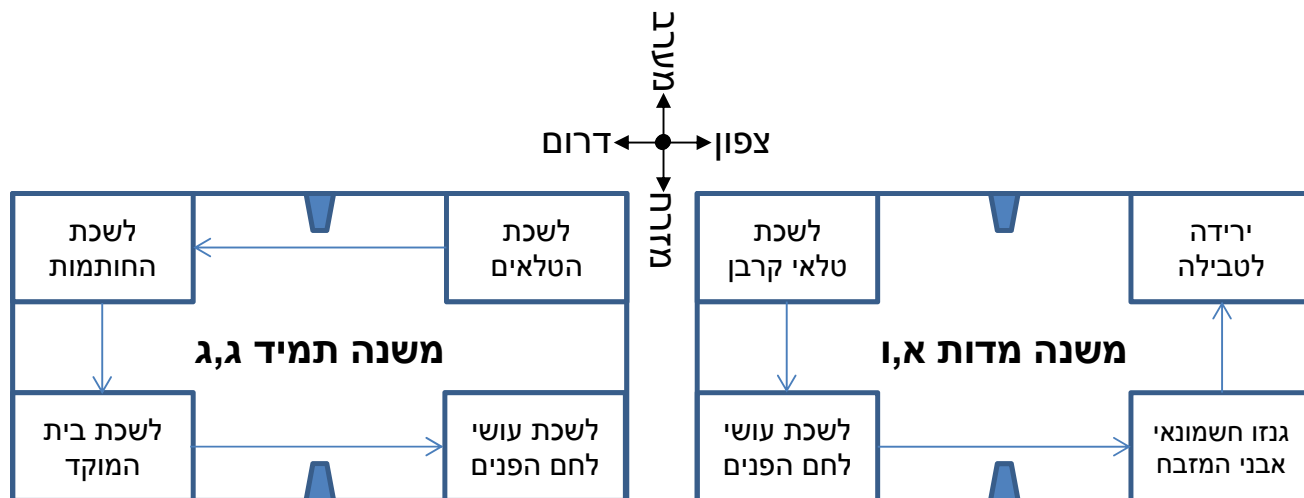 מערב
צפון
דרום
מזרח
ירידה
לטבילה
לשכת
טלאי קרבן
משנה מדות א,ו
גנזו חשמונאי
אבני המזבח
לשכת עושי
לחם הפנים
לשכת
הטלאים
לשכת
החותמות
משנה תמיד ג,ג
לשכת עושי
לחם הפנים
לשכת בית
המוקד